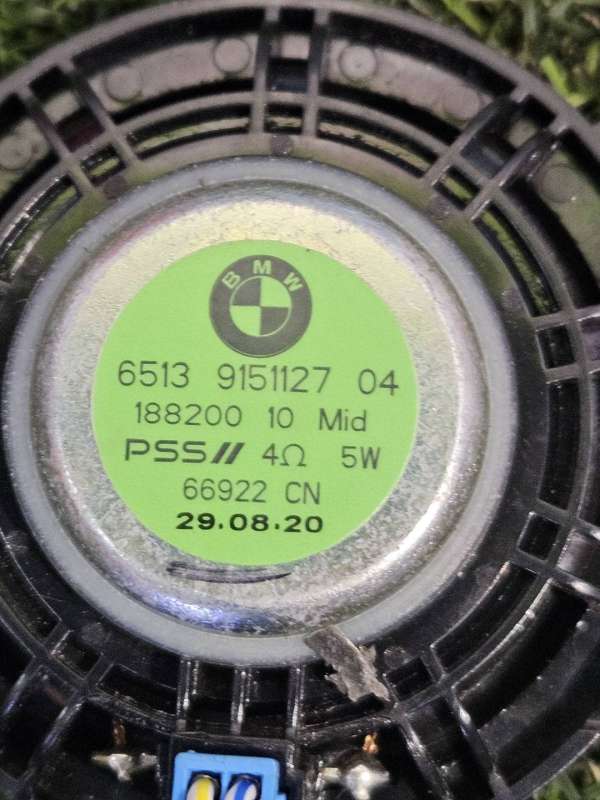 BMW
6513 9151127 04
188200 10 Mid
PSS// 4Ω 5W
66922 CN
29.08.20